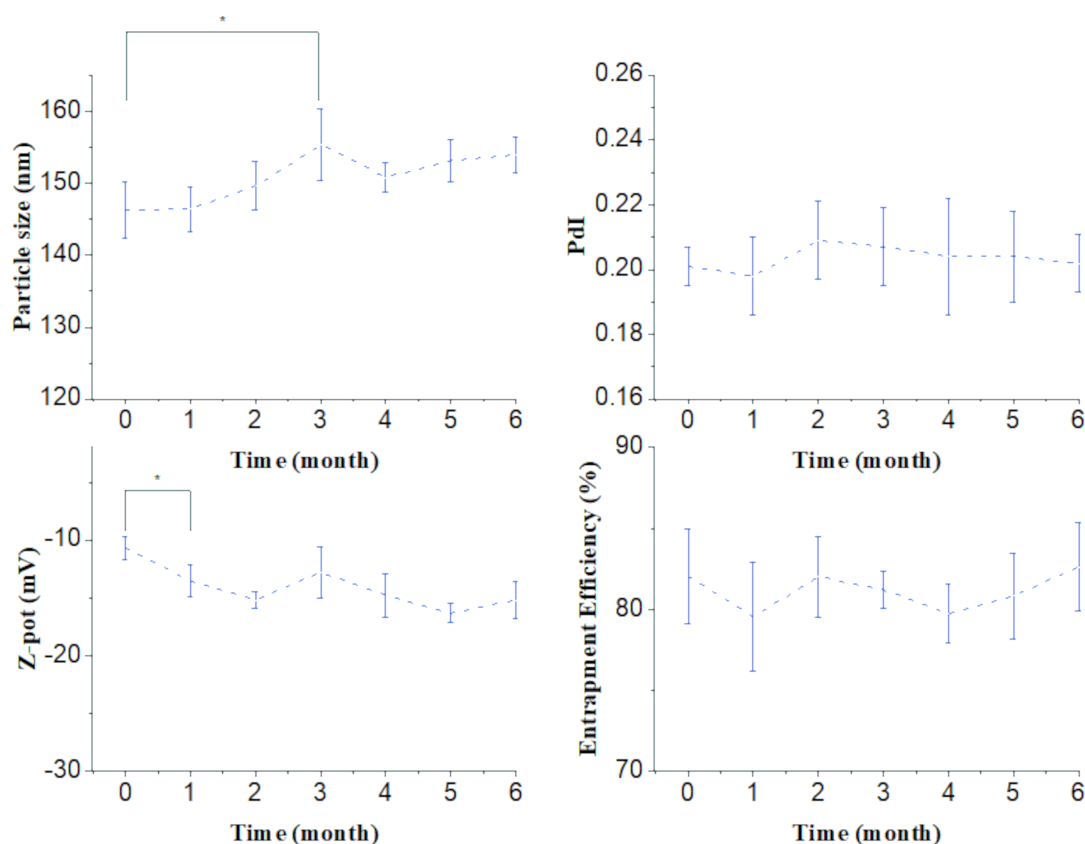 *
Particle size (nm)
160
150
140
130
120
0 1 2 3 4 5 6
Time (month)
PdI
0.26
0.24
0.22
0.20
0.18
0.16
0 1 2 3 4 5 6
Time (month)
*
Z-pot (mV)
-10
-20
-30
0 1 2 3 4 5 6
Time (month)
Entrapment Efficiency (%)
90
80
70
0 1 2 3 4 5 6
Time (month)